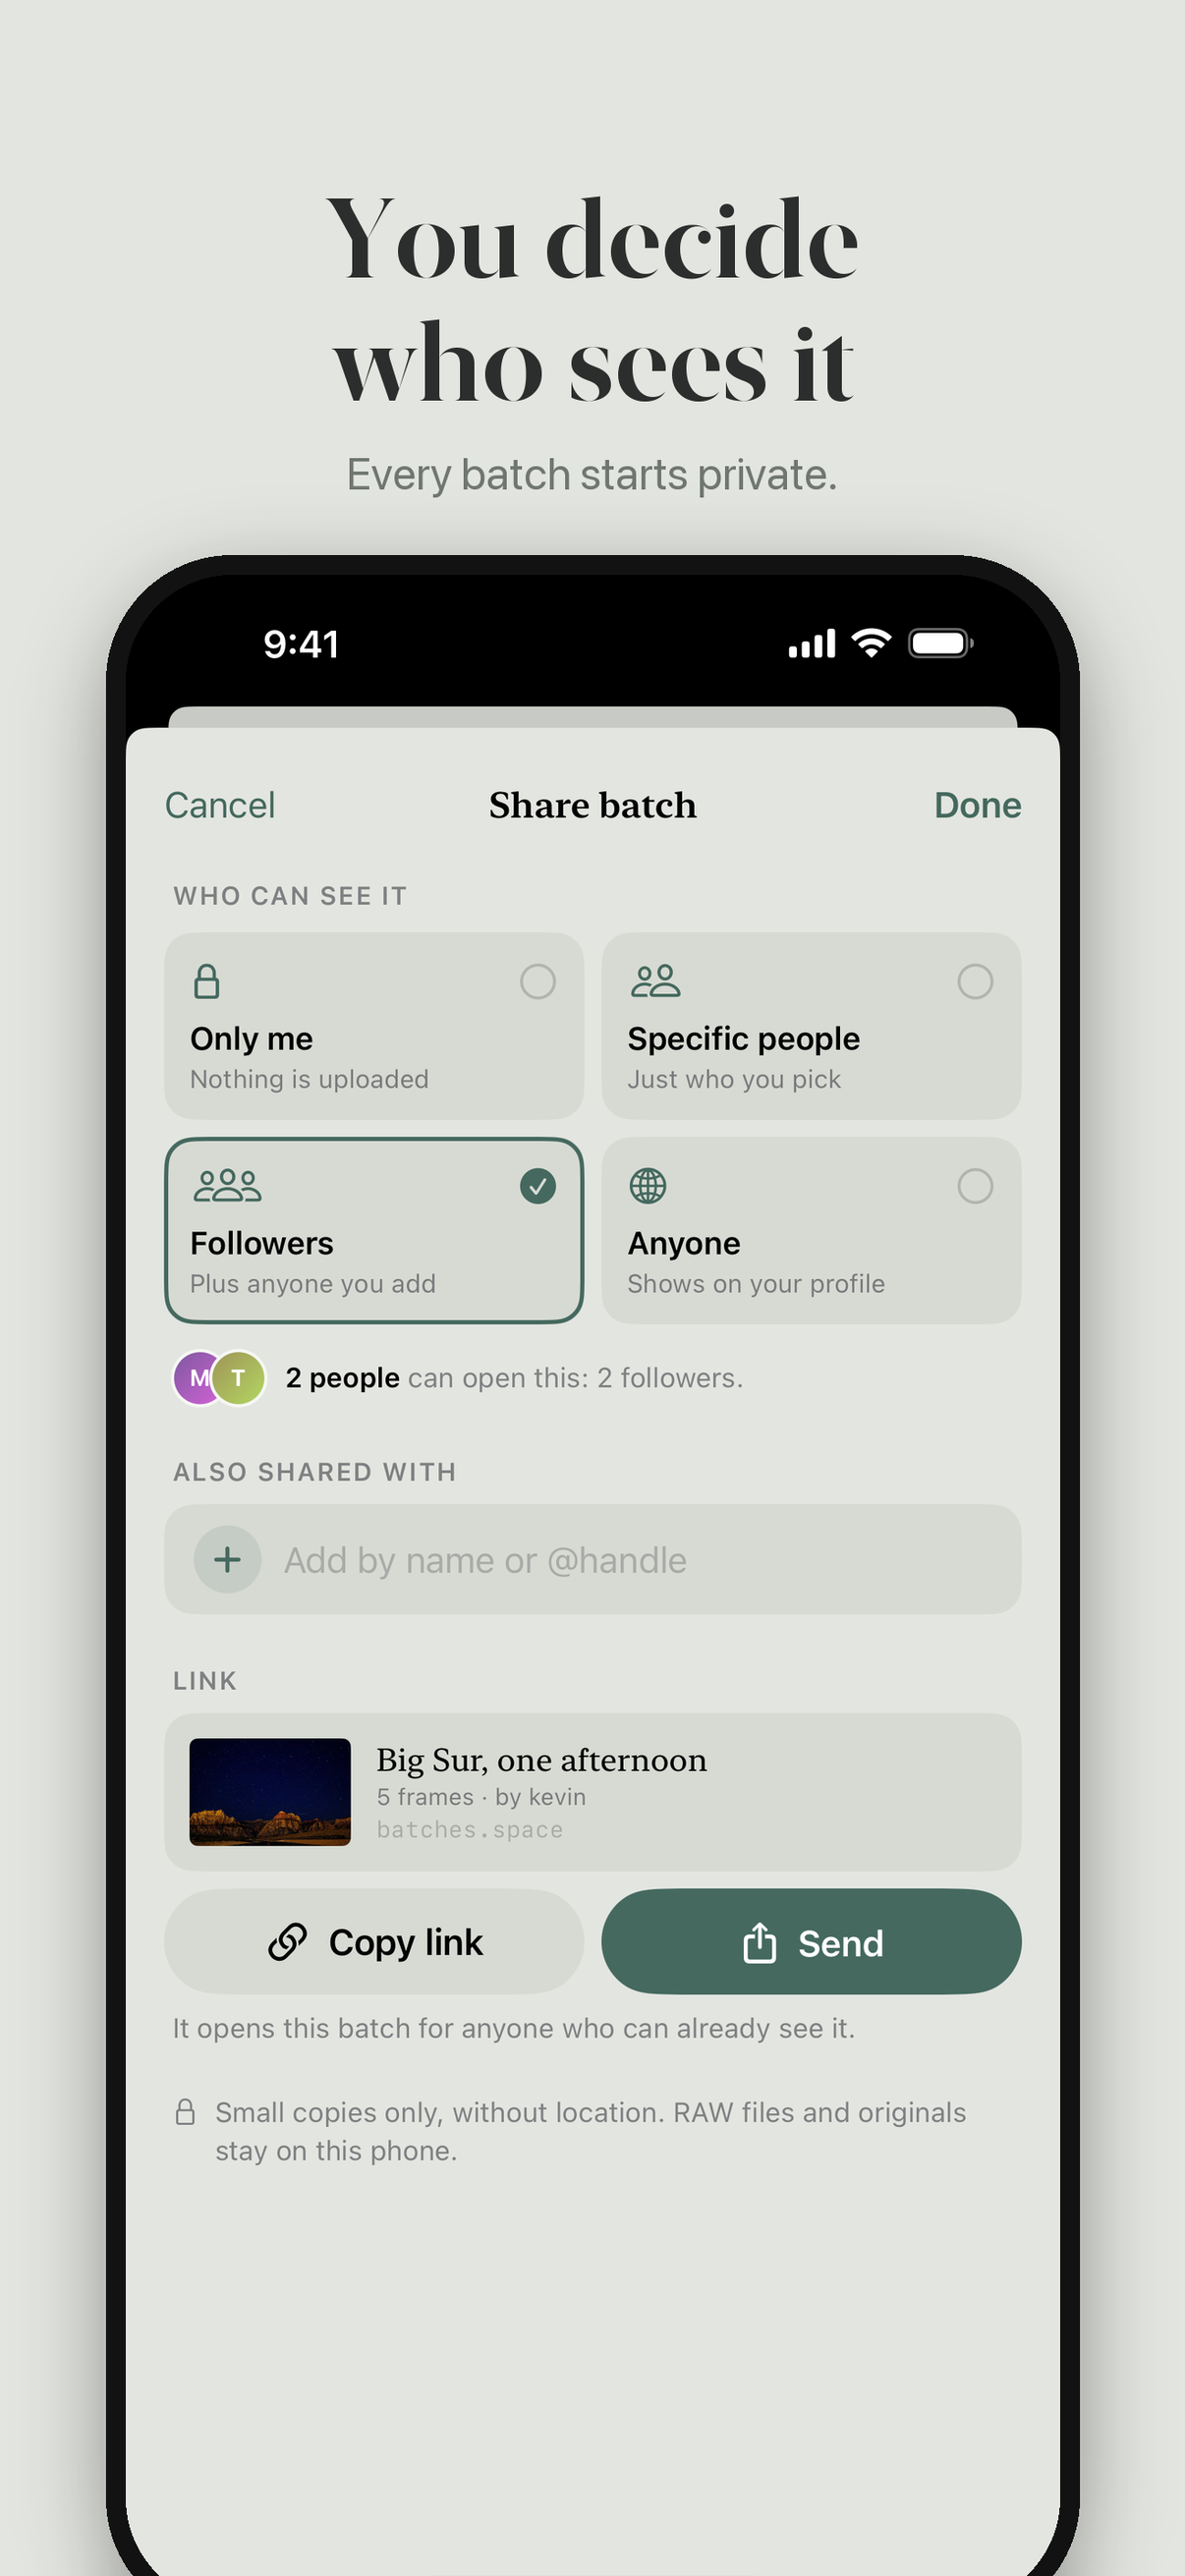 You decide
who sees it
Every batch starts private.
9:41
Cancel
Share batch
Done
WHO CAN SEE IT
Only me
Nothing is uploaded
Specific people
Just who you pick
Followers
Plus anyone you add
Anyone
Shows on your profile
M
T
2 people can open this: 2 followers.
ALSO SHARED WITH
Add by name or @handle
LINK
Big Sur, one afternoon
5 frames · by kevin
batches.space
Copy link
Send
It opens this batch for anyone who can already see it.
Small copies only, without location. RAW files and originals
stay on this phone.